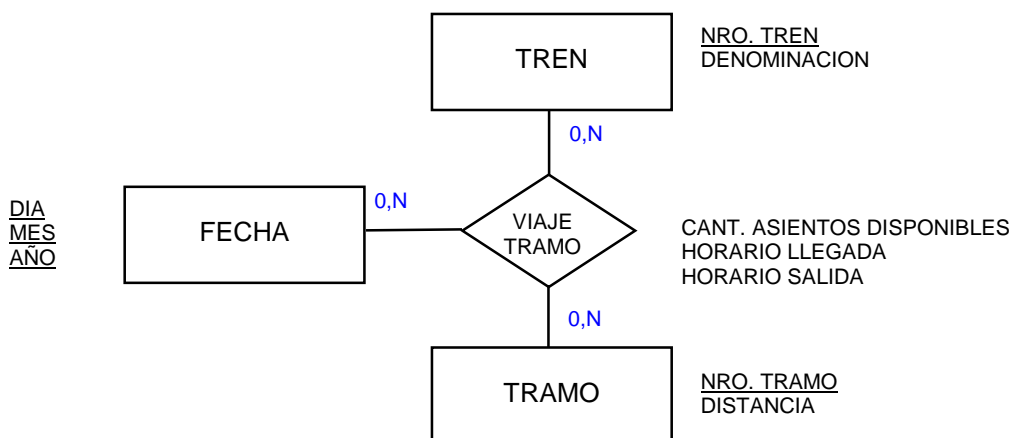 TREN
NRO. TREN
DENOMINACION
0,N
DIA
MES
AÑO
FECHA
0,N
VIAJE
TRAMO
CANT. ASIENTOS DISPONIBLES
HORARIO LLEGADA
HORARIO SALIDA
0,N
TRAMO
NRO. TRAMO
DISTANCIA